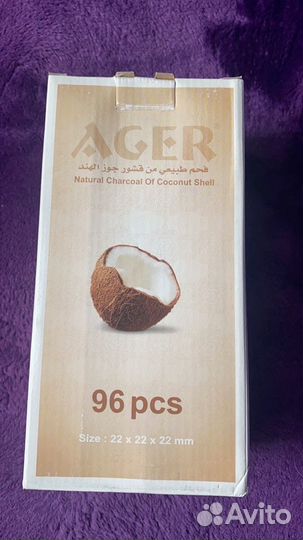 AGER
فحم طبيعي من قشور جوز الهند
Natural Charcoal Of Coconut Shell
96 pcs
Size : 22 x 22 x 22 mm
Avito